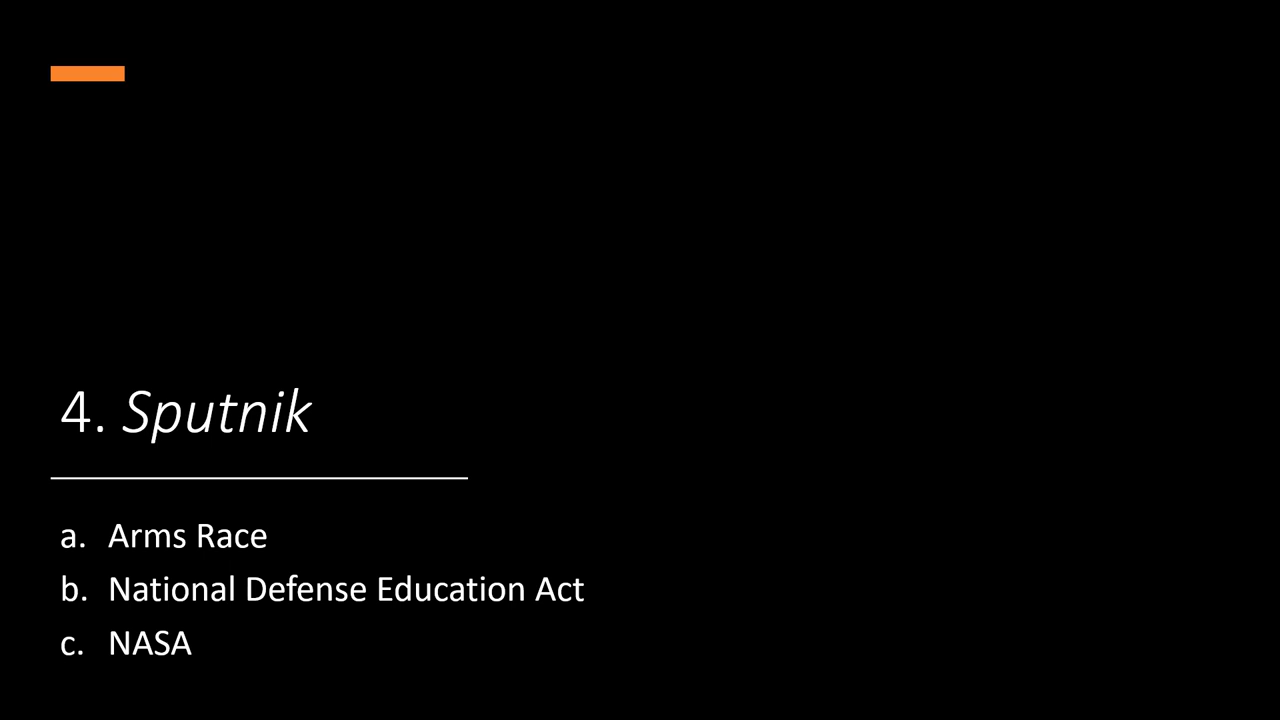 4. Sputnik
a. Arms Race
b. National Defense Education Act
c. NASA